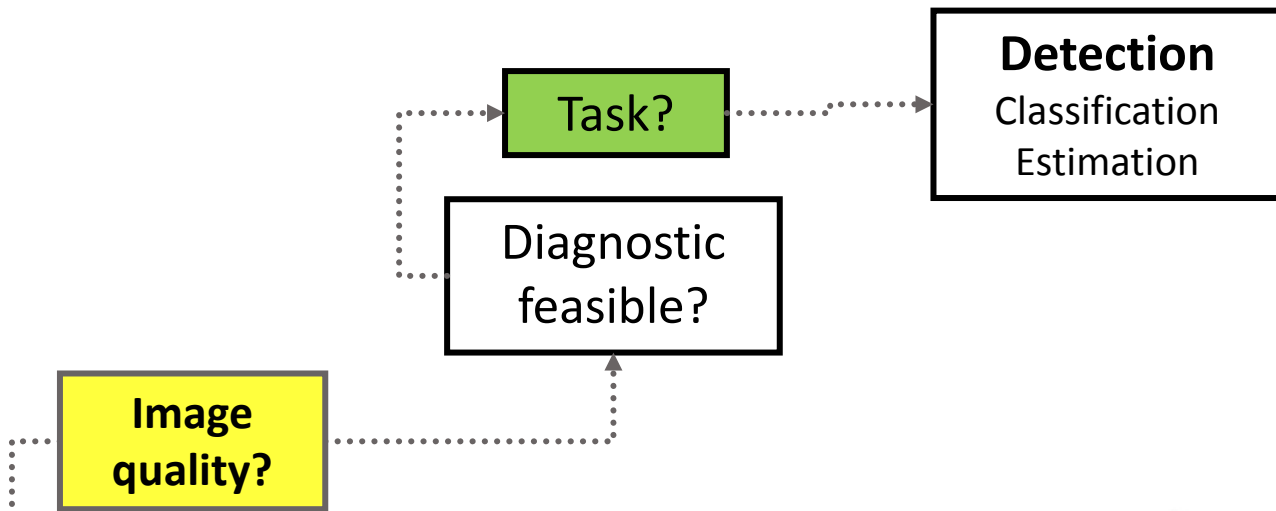 Detection
Classification
Estimation
Task?
Diagnostic
feasible?
Image
quality?